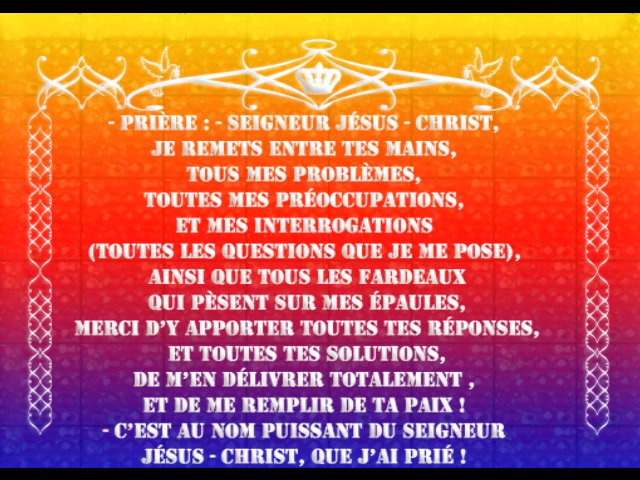 - PRIÈRE : - SEIGNEUR JÉSUS - CHRIST,
JE REMETS ENTRE TES MAINS,
TOUS MES PROBLÈMES,
TOUTES MES PRÉOCCUPATIONS,
ET MES INTERROGATIONS
(TOUTES LES QUESTIONS QUE JE ME POSE),
AINSI QUE TOUS LES FARDEAUX
QUI PÈSENT SUR MES ÉPAULES,
MERCI D'Y APPORTER TOUTES TES RÉPONSES,
ET TOUTES TES SOLUTIONS,
DE M'EN DÉLIVRER TOTALEMENT ,
ET DE ME REMPLIR DE TA PAIX !
- C'EST AU NOM PUISSANT DU SEIGNEUR
JÉSUS - CHRIST, QUE J'AI PRIÉ !